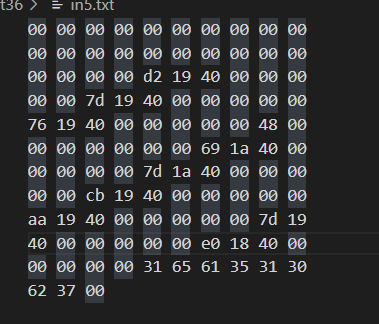 t36 > in5.txt
00 00 00 00 00 00 00 00 00 00
00 00 00 00 00 00 00 00 00 00
00 00 00 00 d2 19 40 00 00 00
00 00 7d 19 40 00 00 00 00 00
76 19 40 00 00 00 00 00 48 00
00 00 00 00 00 00 69 1a 40 00
00 00 00 00 7d 1a 40 00 00 00
00 00 cb 19 40 00 00 00 00 00
aa 19 40 00 00 00 00 00 7d 19
40 00 00 00 00 00 e0 18 40 00
00 00 00 00 31 65 61 35 31 30
62 37 00